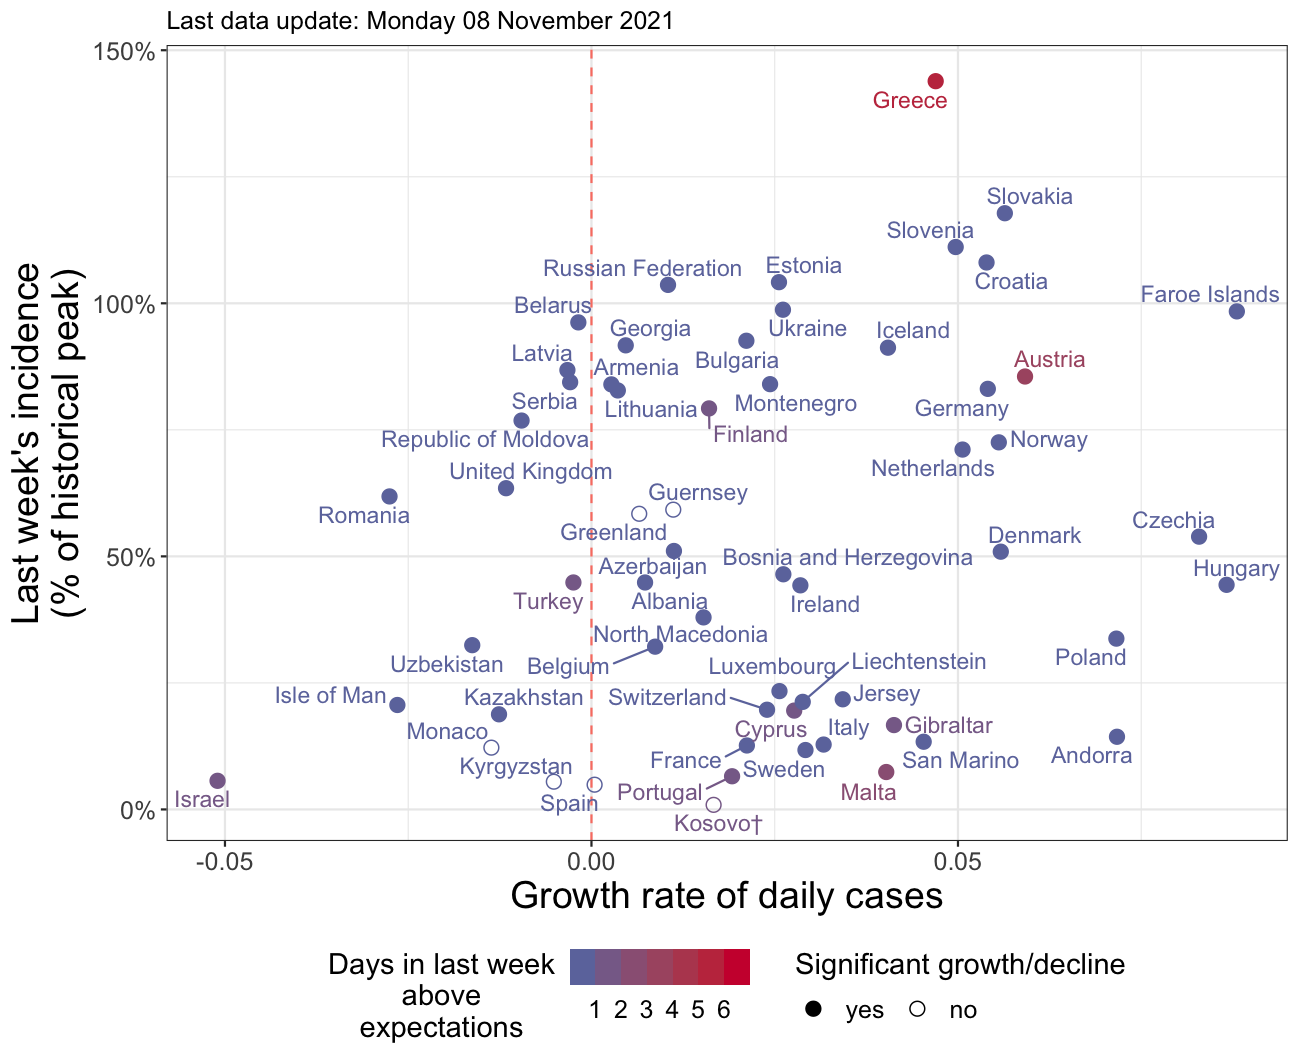 Last data update: Monday 08 November 2021
150%
Greece
Slovakia
Slovenia
Russian Federation
Estonia
Croatia
100%
Faroe Islands
Belarus
Georgia
Ukraine
Iceland
Latvia
Bulgaria
Austria
Armenia
Serbia
Lithuania
Montenegro
Germany
Finland
Republic of Moldova
Norway
United Kingdom
Netherlands
Guernsey
Romania
Greenland
Czechia
Denmark
50%
Azerbaijan
Bosnia and Herzegovina
Hungary
Turkey
Albania
Ireland
North Macedonia
Uzbekistan
Belgium
Luxembourg
Liechtenstein
Poland
Isle of Man
Kazakhstan
Switzerland
Jersey
Monaco
Cyprus
Italy
Gibraltar
Kyrgyzstan
France
Sweden
San Marino
Andorra
Israel
Spain
Portugal
Malta
0%
Kosovo†
-0.05
0.00
0.05
Last week's incidence
(% of historical peak)
Growth rate of daily cases
Days in last week
above
expectations
1 2 3 4 5 6
Significant growth/decline
yes
no